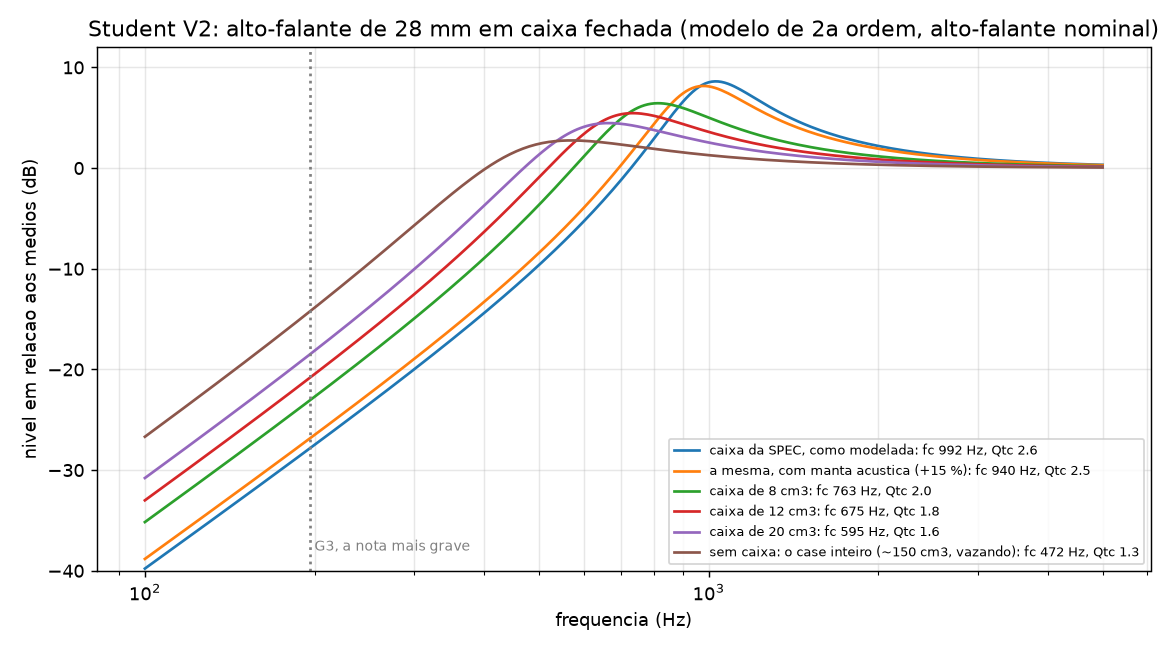 Student V2: alto-falante de 28 mm em caixa fechada (modelo de 2a ordem, alto-falante nominal)
nivel em relacao aos medios (dB)
10
0
−10
−20
−30
−40
G3, a nota mais grave
caixa da SPEC, como modelada: fc 992 Hz, Qtc 2.6
a mesma, com manta acustica (+15 %): fc 940 Hz, Qtc 2.5
caixa de 8 cm3: fc 763 Hz, Qtc 2.0
caixa de 12 cm3: fc 675 Hz, Qtc 1.8
caixa de 20 cm3: fc 595 Hz, Qtc 1.6
sem caixa: o case inteiro (~150 cm3, vazando): fc 472 Hz, Qtc 1.3
10²
10³
frequencia (Hz)